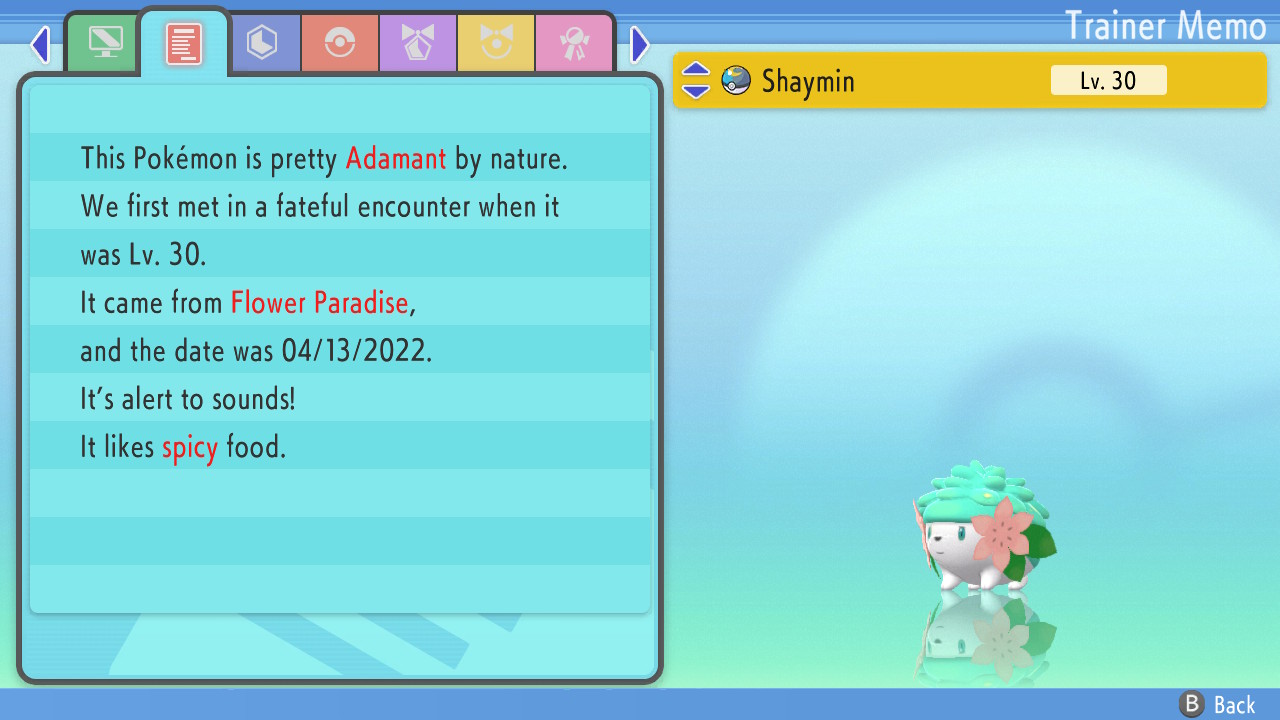 Trainer Memo
Shaymin
Lv. 30
This Pokémon is pretty Adamant by nature.
We first met in a fateful encounter when it
was Lv. 30.
It came from Flower Paradise,
and the date was 04/13/2022.
It's alert to sounds!
It likes spicy food.
B Back